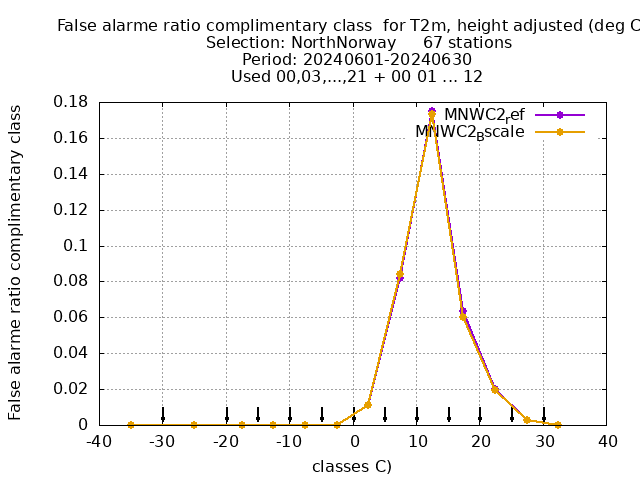 False alarme ratio complimentary class  for T2m, height adjusted (deg C
Selection: NorthNorway     67 stations
Period: 20240601-20240630
Used 00,03,...,21 + 00 01 ... 12
False alarme ratio complimentary class
0.18
0.16
0.14
0.12
0.1
0.08
0.06
0.04
0.02
0
MNWC2ref
MNWC2Bscale
-40
-30
-20
-10
0
10
20
30
40
classes C)